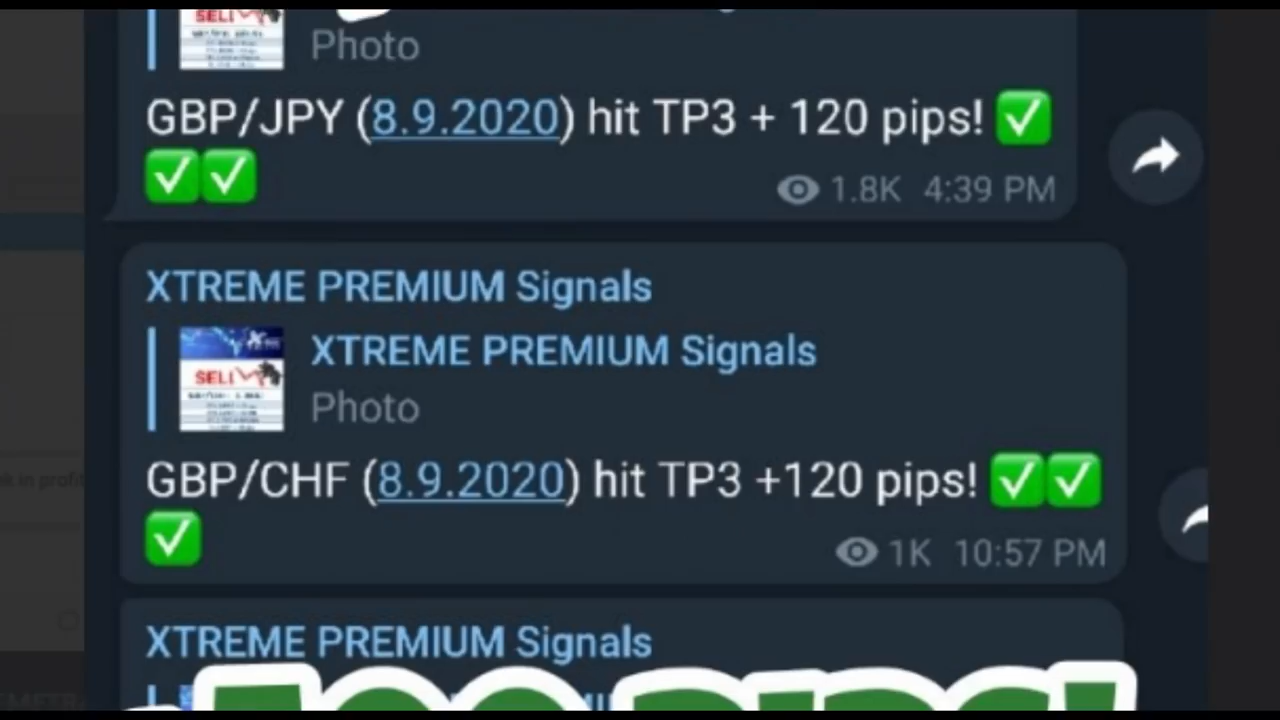 SELL
Photo
GBP/JPY (8.9.2020) hit TP3 + 120 pips! ✅
✅✅
1.8K 4:39 PM
XTREME PREMIUM Signals
XTREME PREMIUM Signals
SELL
Photo
GBP/CHF (8.9.2020) hit TP3 +120 pips! ✅✅
✅
1K 10:57 PM
XTREME PREMIUM Signals